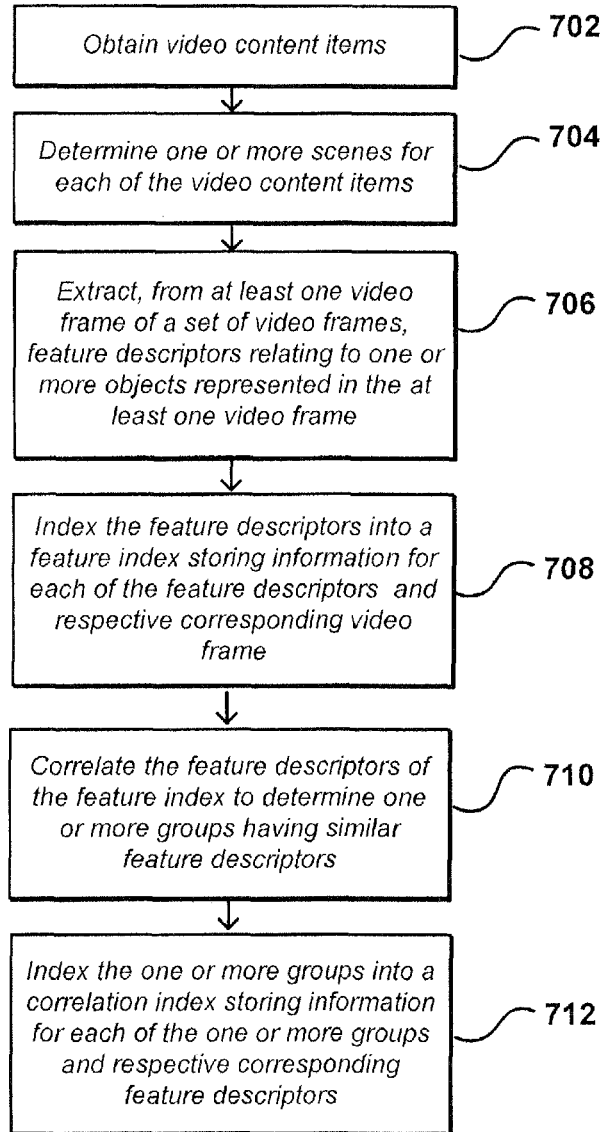 Obtain video content items
702
Determine one or more scenes for
each of the video content items
704
Extract, from at least one video
frame of a set of video frames,
feature descriptors relating to one or
more objects represented in the at
least one video frame
706
Index the feature descriptors into a
feature index storing information for
each of the feature descriptors and
respective corresponding video
frame
708
Correlate the feature descriptors of
the feature index to determine one
or more groups having similar
feature descriptors
710
Index the one or more groups into a
correlation index storing information
for each of the one or more groups
and respective corresponding
feature descriptors
712